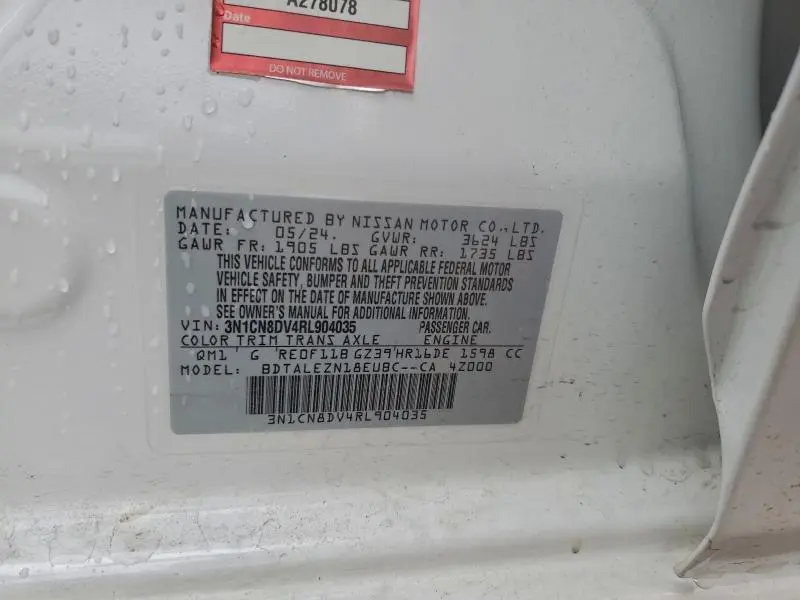 A278078
Date
DO NOT REMOVE
MANUFACTURED BY NISSAN MOTOR CO.,LTD.
DATE: 05/24. GVWR: 3624 LBS
GAWR FR: 1905 LBS GAWR RR: 1735 LBS
THIS VEHICLE CONFORMS TO ALL APPLICABLE FEDERAL MOTOR
VEHICLE SAFETY, BUMPER AND THEFT PREVENTION STANDARDS
IN EFFECT ON THE DATE OF MANUFACTURE SHOWN ABOVE.
SEE OWNER'S MANUAL FOR ADDITIONAL INFORMATION.
VIN: 3N1CN8DV4RL904035 PASSENGER CAR.
COLOR TRIM TRANS AXLE ENGINE
QM1 ' G 'RE0F11B GZ39'HR16DE 1598 CC
MODEL: BDTALEZN18EUBC--CA 4Z000
3N1CN8DV4RL904035